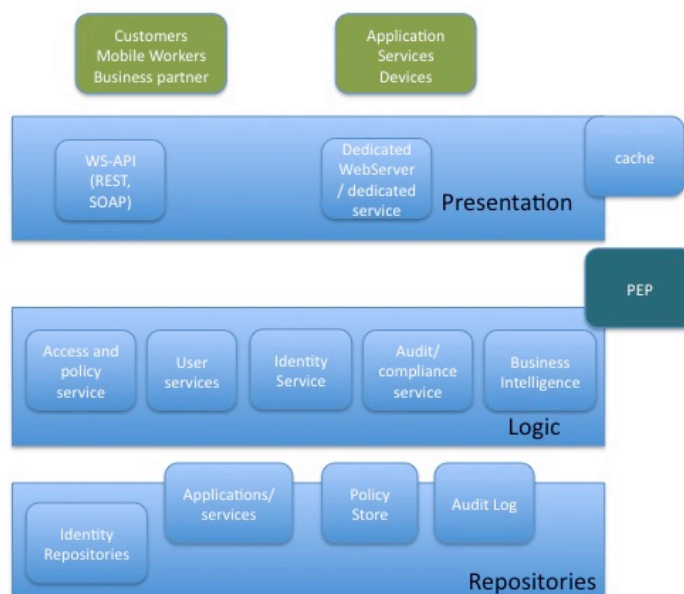 Customers
Mobile Workers
Business partner
Application
Services
Devices
WS-API
(REST,
SOAP)
Dedicated
WebServer
/ dedicated
service
Presentation
cache
PEP
Access and
policy
service
User
services
Identity
Service
Audit/
compliance
service
Business
Intelligence
Logic
Identity
Repositories
Applications/
services
Policy
Store
Audit Log
Repositories